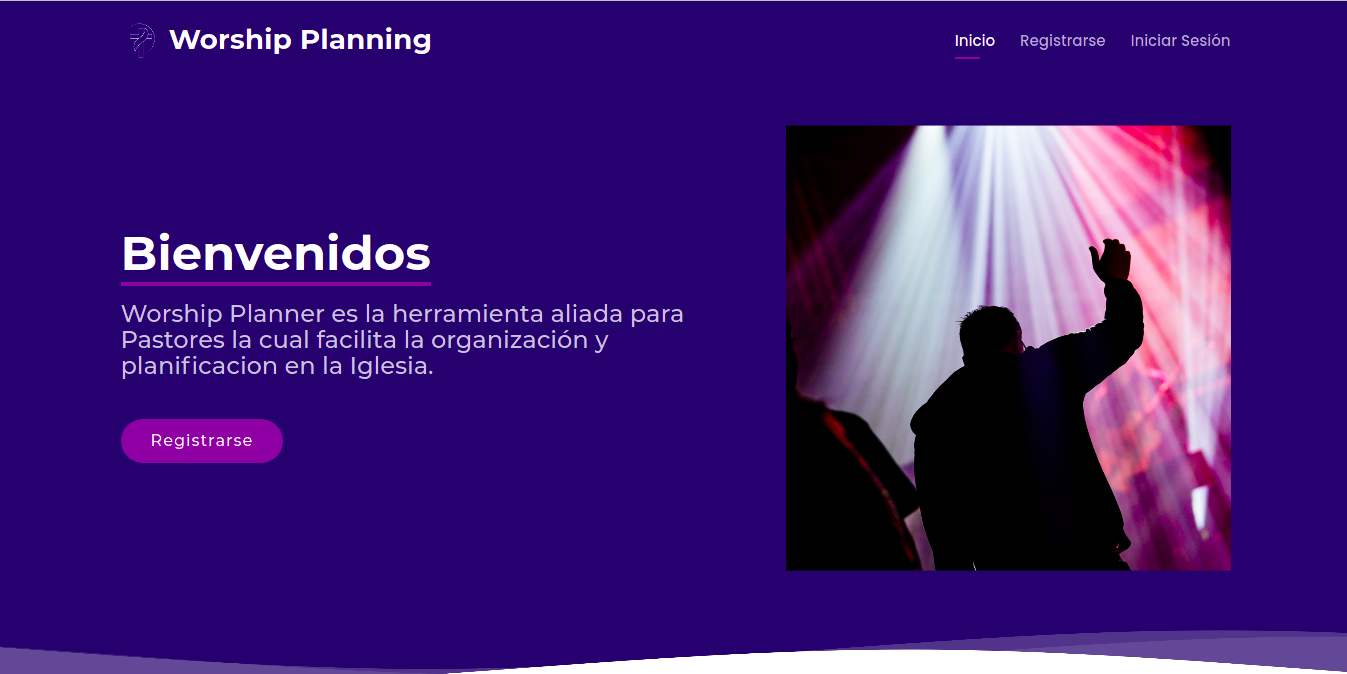 Worship Planning
Inicio
Registrarse
Iniciar Sesión
Bienvenidos
Worship Planner es la herramienta aliada para
Pastores la cual facilita la organización y
planificacion en la Iglesia.
Registrarse